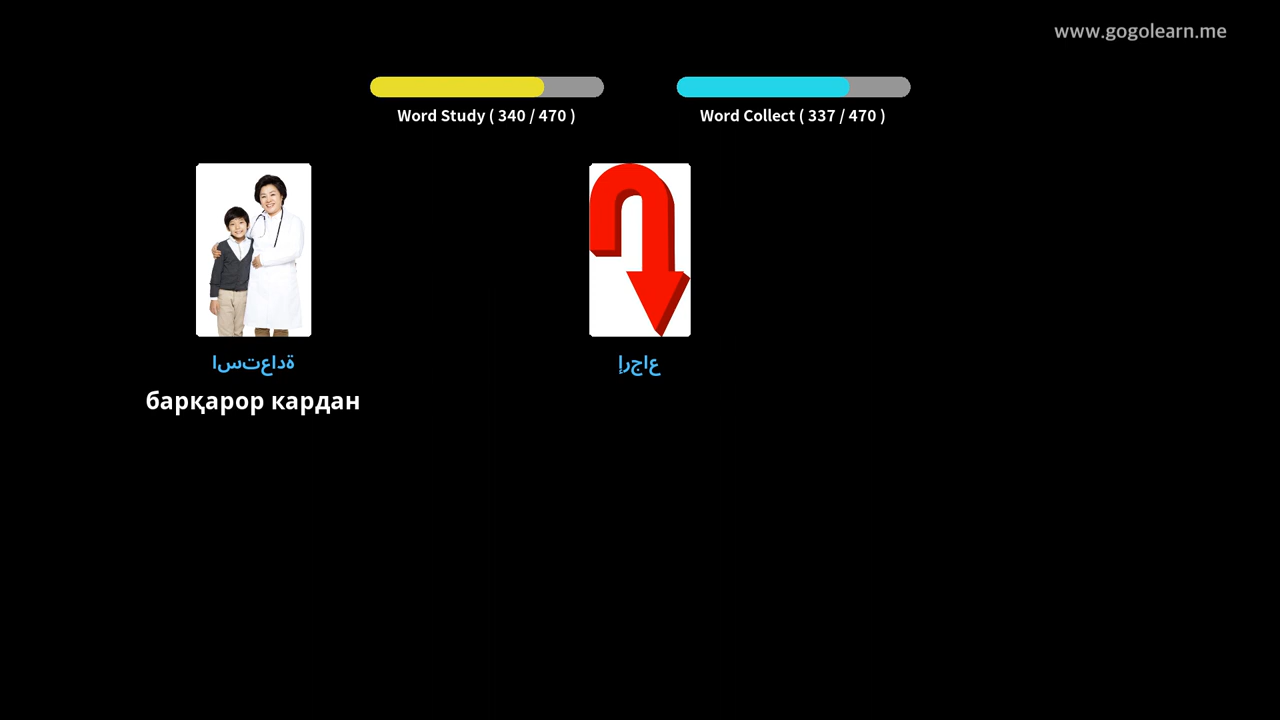 www.gogolearn.me
Word Study ( 340 / 470 )
Word Collect ( 337 / 470 )
استعادة
إرجاع
барқарор кардан